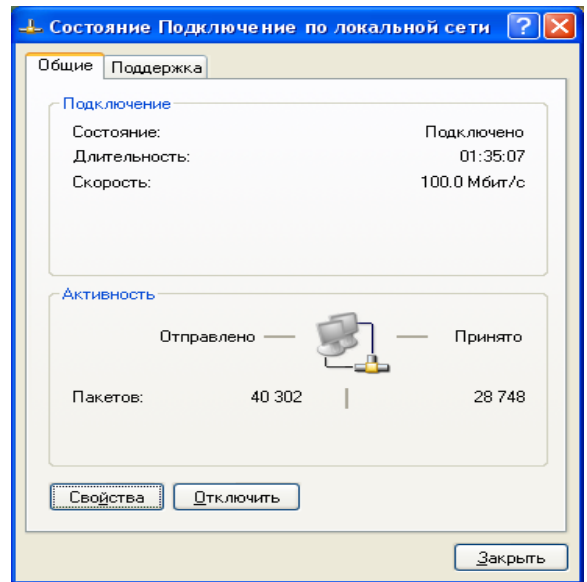 Состояние Подключение по локальной сети
Общие Поддержка
Подключение
Состояние: Подключено
Длительность: 01:35:07
Скорость: 100.0 Мбит/с
Активность
Отправлено — — Принято
Пакетов: 40 302 | 28 748
Свойства Отключить
Закрыть